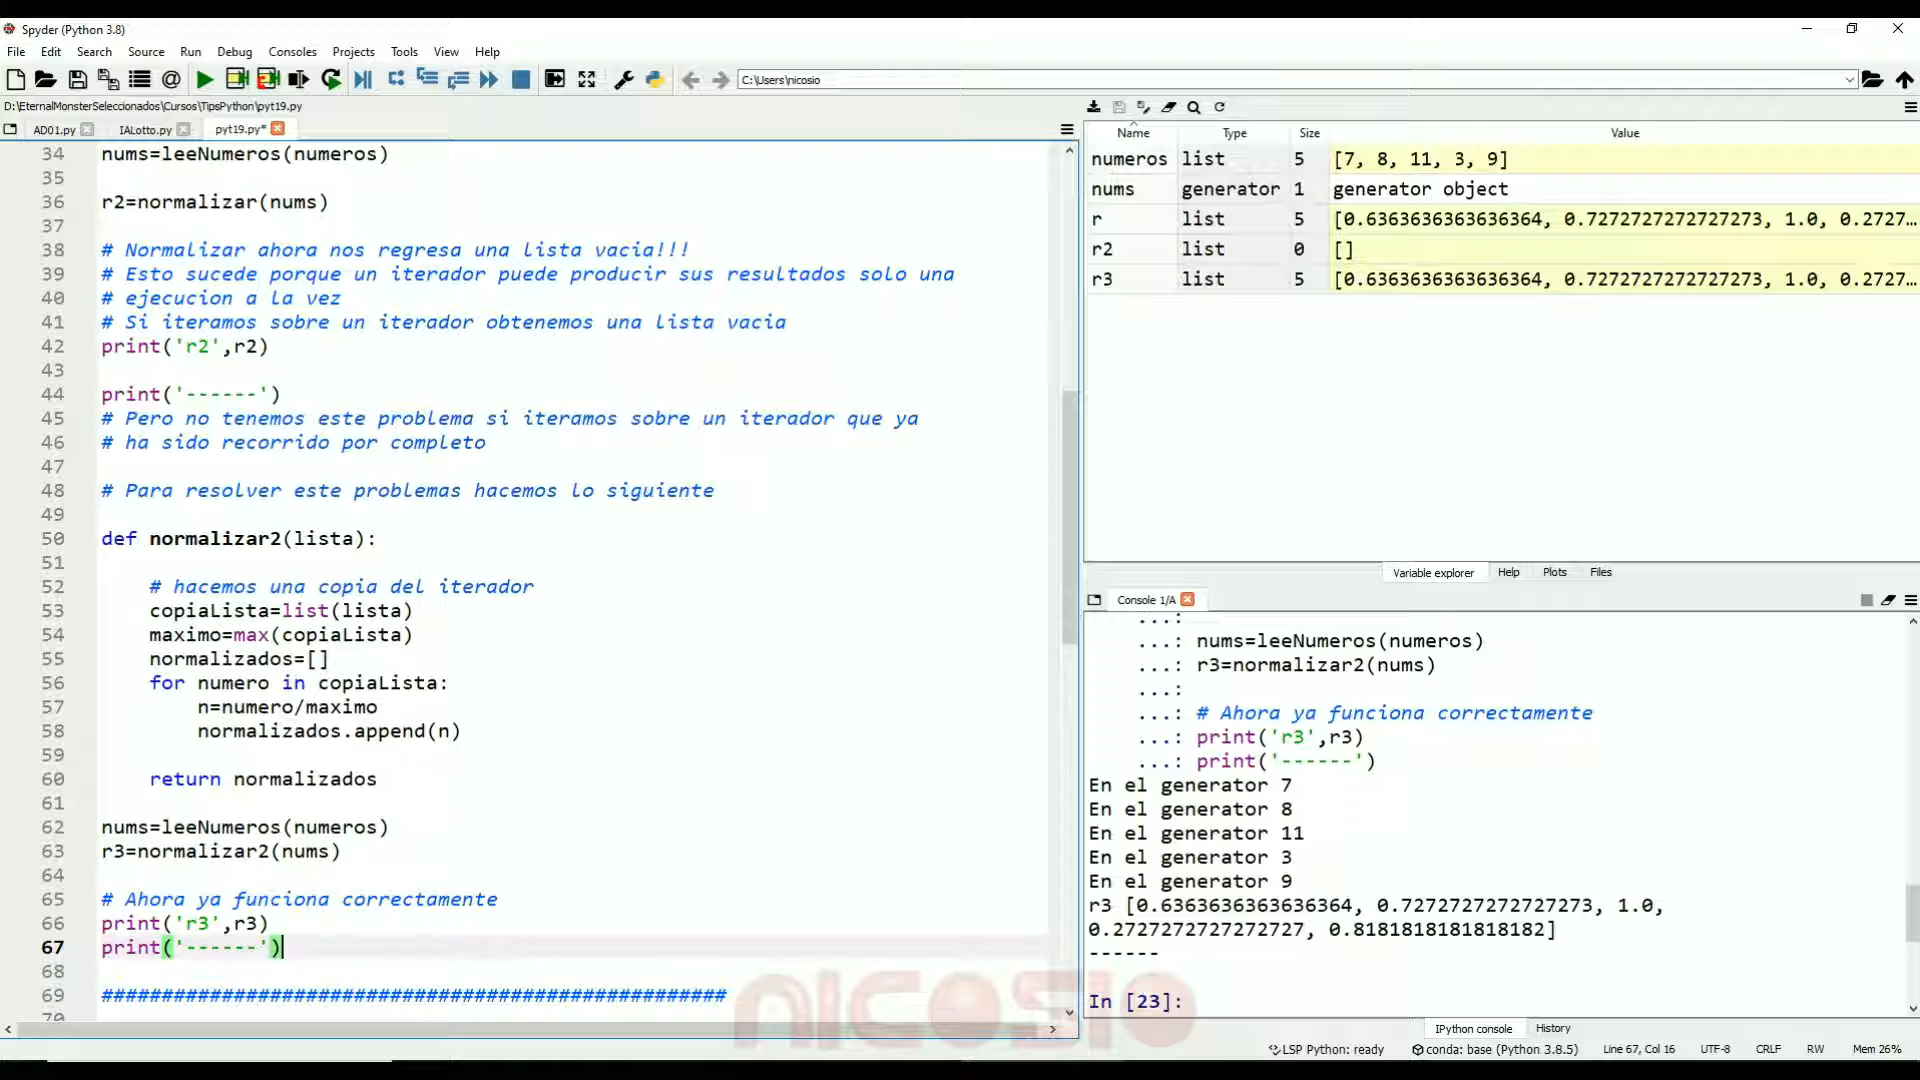 Spyder (Python 3.8)
File Edit Search Source Run Debug Consoles Projects Tools View Help
C:\Users\nicosio
D:\EternalMonsterSeleccionados\Cursos\TipsPython\pyt19.py
AD01.py IALotto.py pyt19.py*
34 nums=leeNumeros(numeros)
35
36 r2=normalizar(nums)
37
38 # Normalizar ahora nos regresa una lista vacia!!!
39 # Esto sucede porque un iterador puede producir sus resultados solo una
40 # ejecucion a la vez
41 # Si iteramos sobre un iterador obtenemos una lista vacia
42 print('r2',r2)
43
44 print('------')
45 # Pero no tenemos este problema si iteramos sobre un iterador que ya
46 # ha sido recorrido por completo
47
48 # Para resolver este problemas hacemos lo siguiente
49
50 def normalizar2(lista):
51
52 # hacemos una copia del iterador
53 copiaLista=list(lista)
54 maximo=max(copiaLista)
55 normalizados=[]
56 for numero in copiaLista:
57 n=numero/maximo
58 normalizados.append(n)
59
60 return normalizados
61
62 nums=leeNumeros(numeros)
63 r3=normalizar2(nums)
64
65 # Ahora ya funciona correctamente
66 print('r3',r3)
67 print('------')
68
69 ####################################################
70
Name Type Size Value
numeros list 5 [7, 8, 11, 3, 9]
nums generator 1 generator object
r list 5 [0.6363636363636364, 0.7272727272727273, 1.0, 0.2727...
r2 list 0 []
r3 list 5 [0.6363636363636364, 0.7272727272727273, 1.0, 0.2727...
Variable explorer Help Plots Files
Console 1/A
...:
...: nums=leeNumeros(numeros)
...: r3=normalizar2(nums)
...:
...: # Ahora ya funciona correctamente
...: print('r3',r3)
...: print('------')
En el generator 7
En el generator 8
En el generator 11
En el generator 3
En el generator 9
r3 [0.6363636363636364, 0.7272727272727273, 1.0,
0.2727272727272727, 0.8181818181818182]
------
In [23]:
IPython console History
NICOSIO
LSP Python: ready conda: base (Python 3.8.5) Line 67, Col 16 UTF-8 CRLF RW Mem 26%